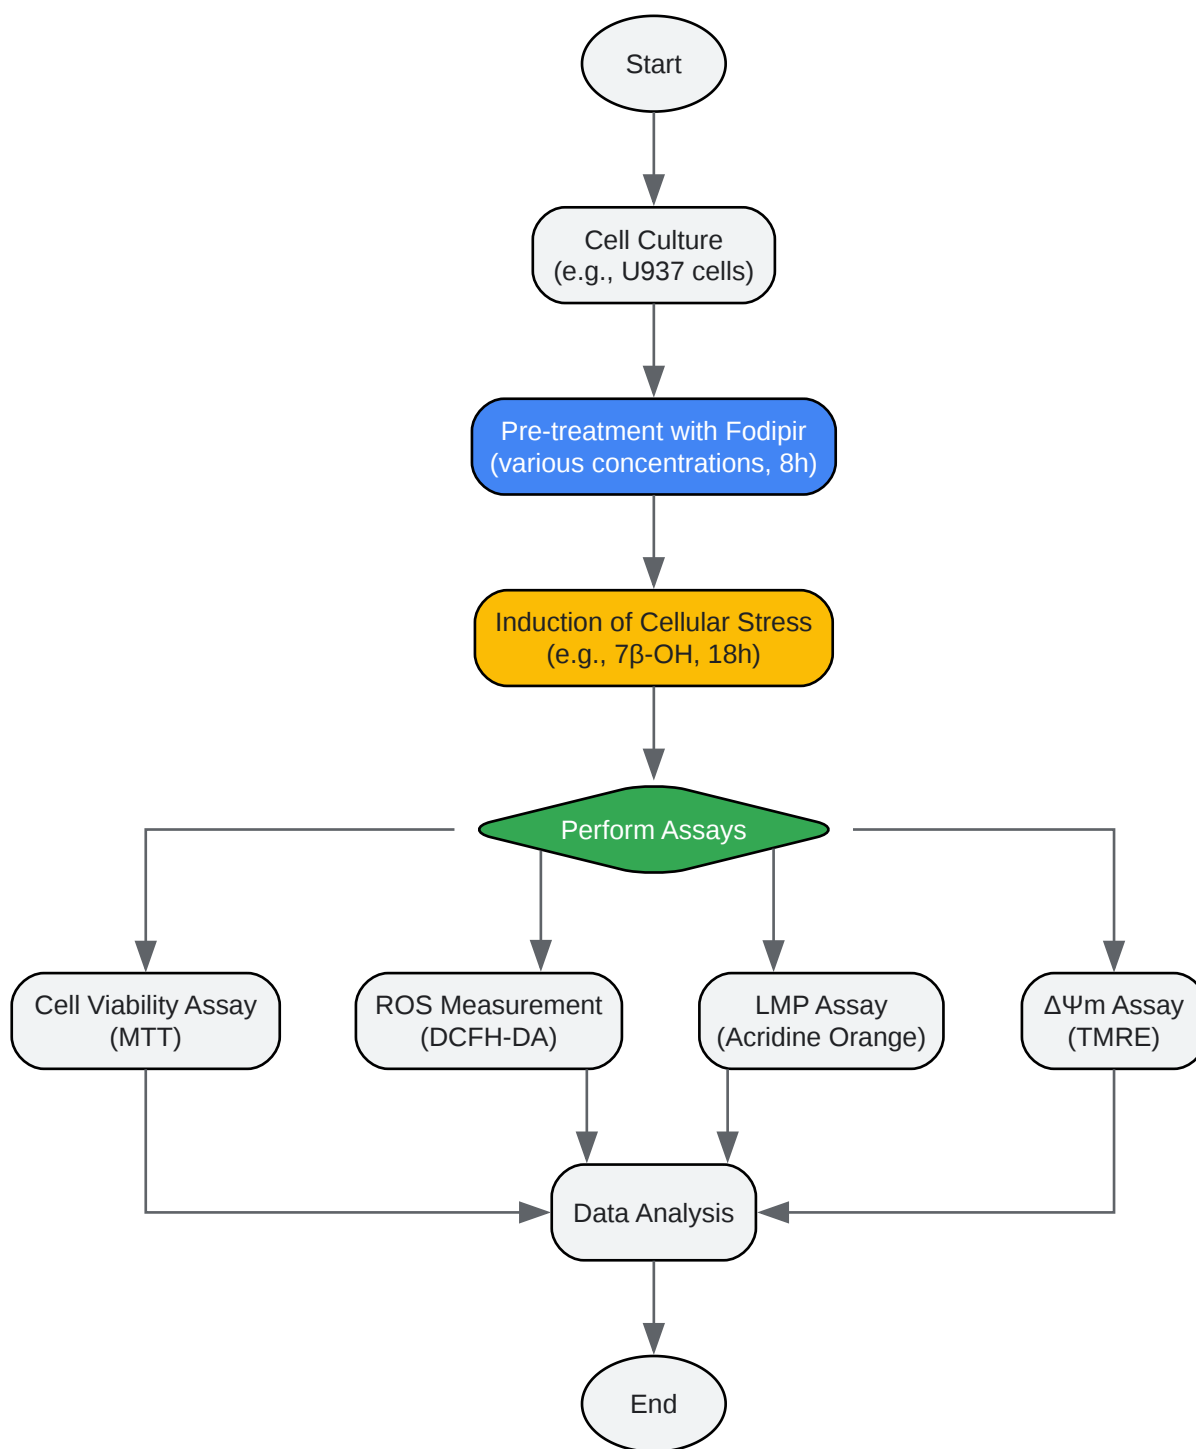 Start
Cell Culture
(e.g., U937 cells)
Pre-treatment with Fodipir
(various concentrations, 8h)
Induction of Cellular Stress
(e.g., 7β-OH, 18h)
Perform Assays
Cell Viability Assay
(MTT)
ROS Measurement
(DCFH-DA)
LMP Assay
(Acridine Orange)
ΔΨm Assay
(TMRE)
Data Analysis
End